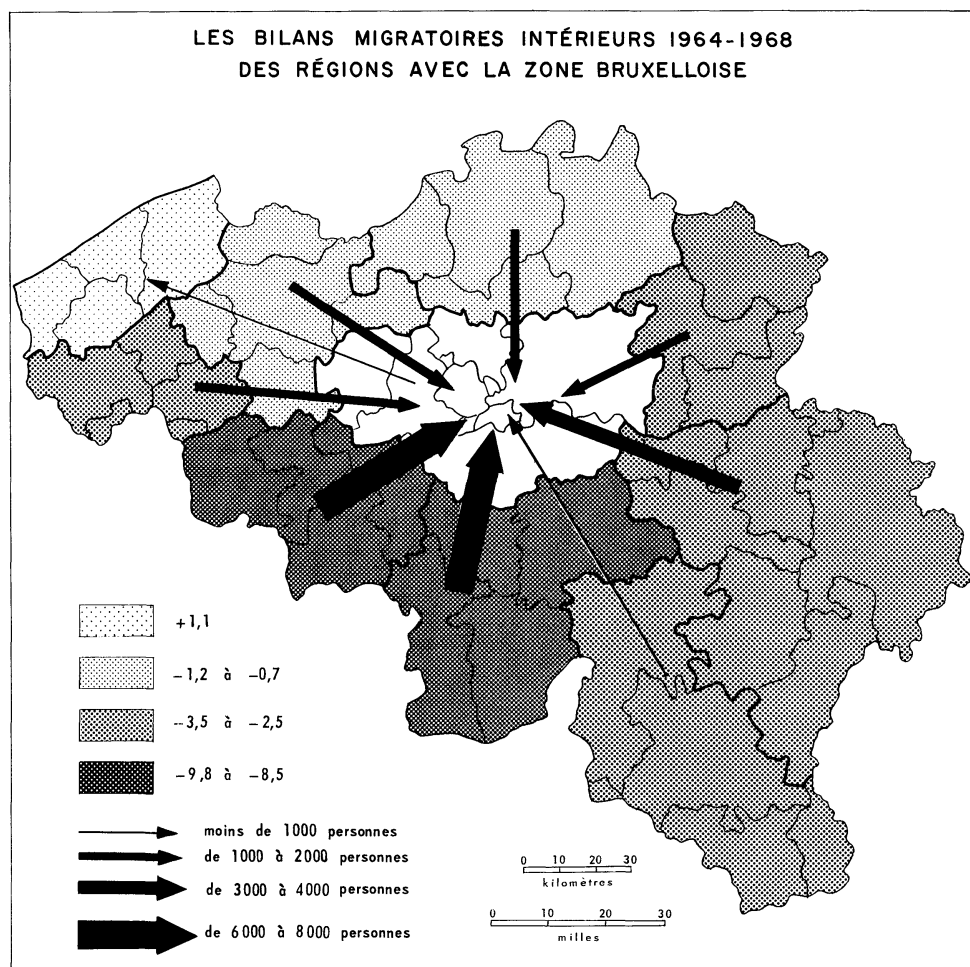 LES BILANS MIGRATOIRES INTÉRIEURS 1964-1968
DES RÉGIONS AVEC LA ZONE BRUXELLOISE
+1,1
-1,2 à -0,7
-3,5 à -2,5
-9,8 à -8,5
moins de 1000 personnes
de 1000 à 2000 personnes
de 3000 à 4000 personnes
de 6000 à 8000 personnes
0 10 20 30
kilomètres
0 10 20 30
milles